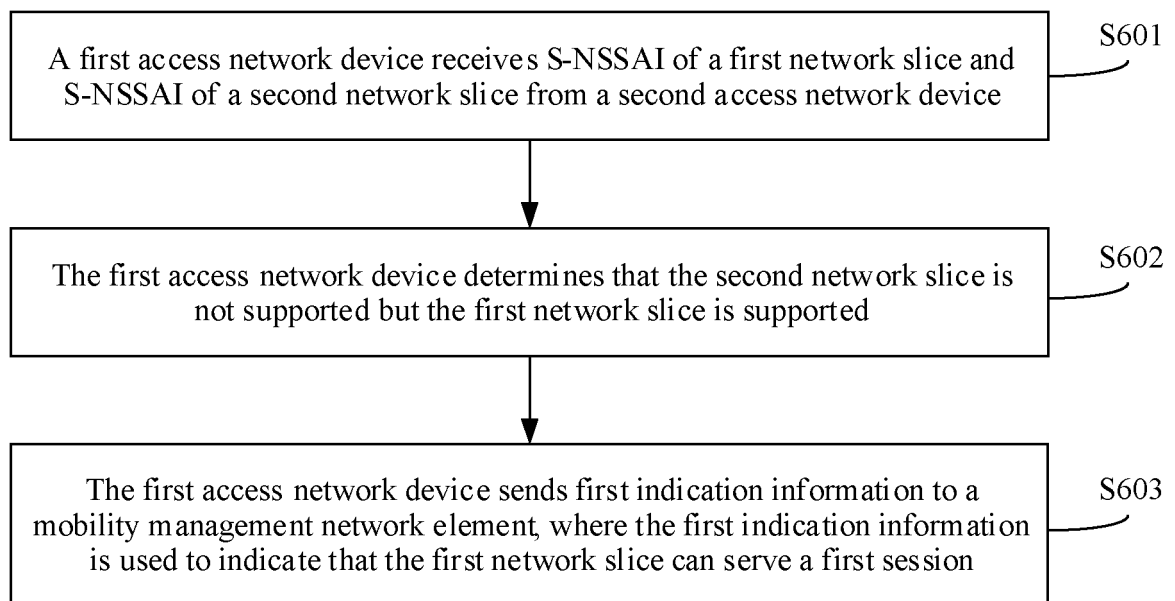 A first access network device receives S-NSSAI of a first network slice and
S-NSSAI of a second network slice from a second access network device
S601
The first access network device determines that the second network slice is
not supported but the first network slice is supported
S602
The first access network device sends first indication information to a
mobility management network element, where the first indication information
is used to indicate that the first network slice can serve a first session
S603